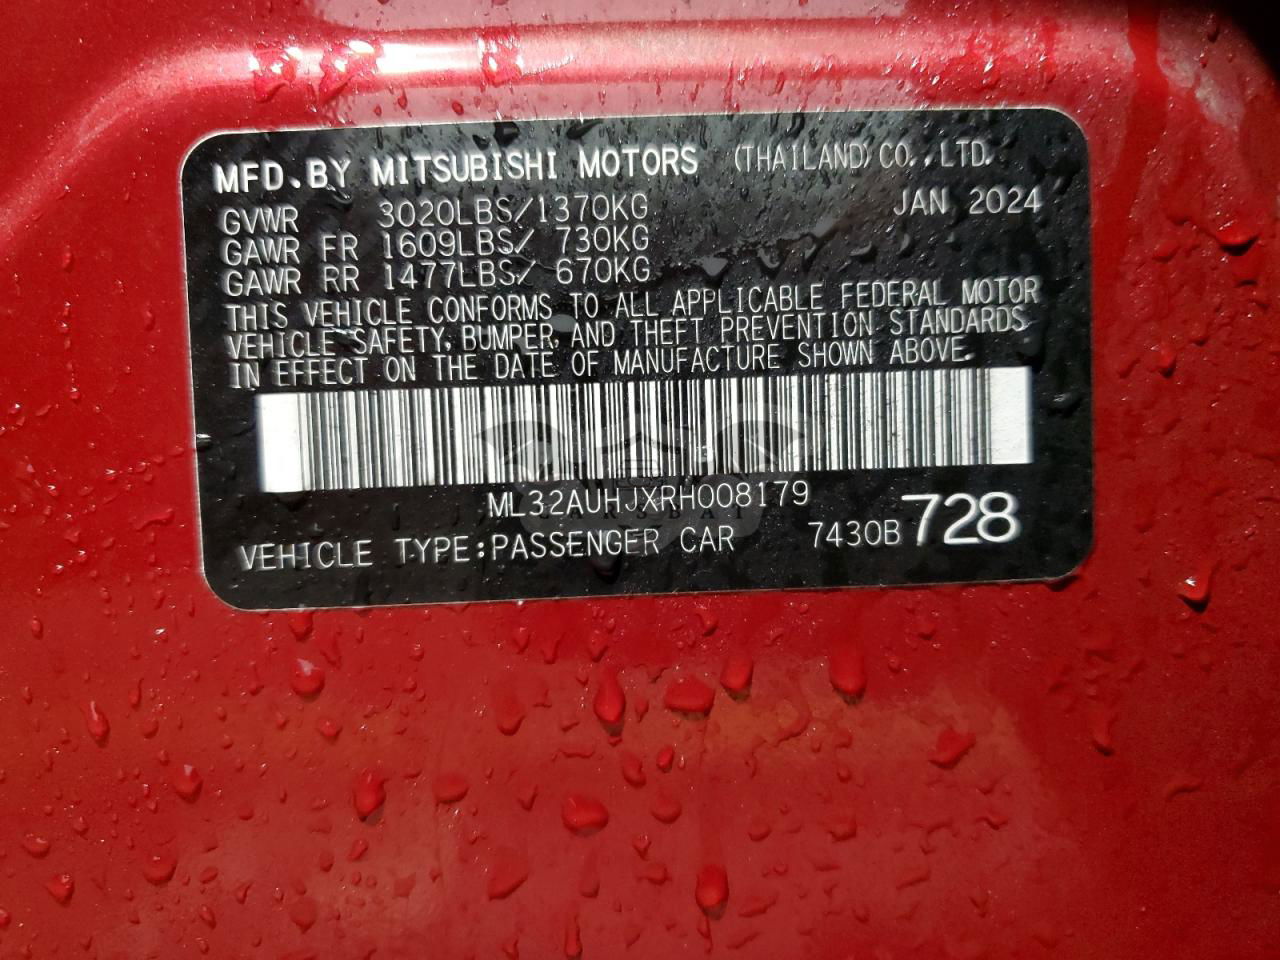 MFD.BY MITSUBISHI MOTORS (THAILAND) CO.,LTD.
GVWR 3020LBS/1370KG JAN 2024
GAWR FR 1609LBS/ 730KG
GAWR RR 1477LBS/ 670KG
THIS VEHICLE CONFORMS TO ALL APPLICABLE FEDERAL MOTOR
VEHICLE SAFETY, BUMPER, AND THEFT PREVENTION STANDARDS
IN EFFECT ON THE DATE OF MANUFACTURE SHOWN ABOVE.
ML32AUHJXRH008179
VEHICLE TYPE:PASSENGER CAR 7430B 728